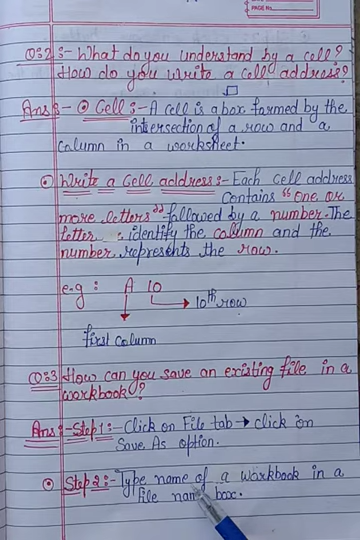 PAGE No.
Q:2:- What do you understand by a cell?
How do you write a cell address?
Ans:- ⊙ Cell:- A cell is a box formed by the
intersection of a row and a
column in a worksheet.
⊙ Write a Cell address:- Each cell address
contains "One or
more letters" followed by a number. The
letter identify the column and the
number represents the row.
e.g : A 10
→ 10th row
first column
Q:3 How can you save an existing file in a
workbook?
Ans:- Step1:- Click on File tab → click on
Save As option.
⊙ Step2:- Type name of a workbook in a
file name box.